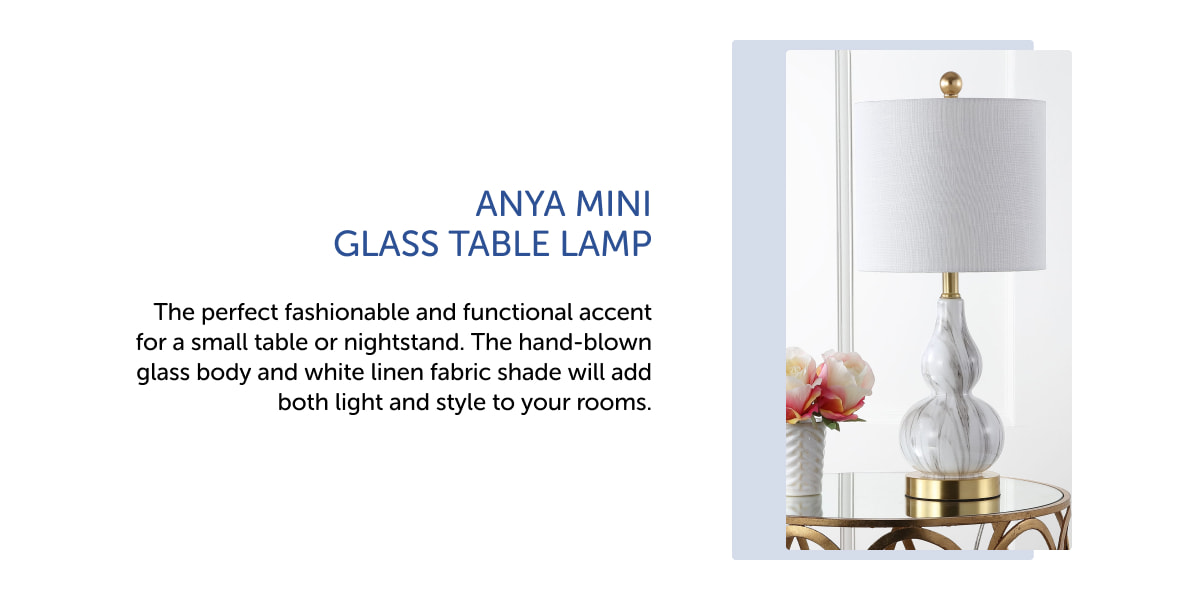 ANYA MINI
GLASS TABLE LAMP
The perfect fashionable and functional accent
for a small table or nightstand. The hand-blown
glass body and white linen fabric shade will add
both light and style to your rooms.